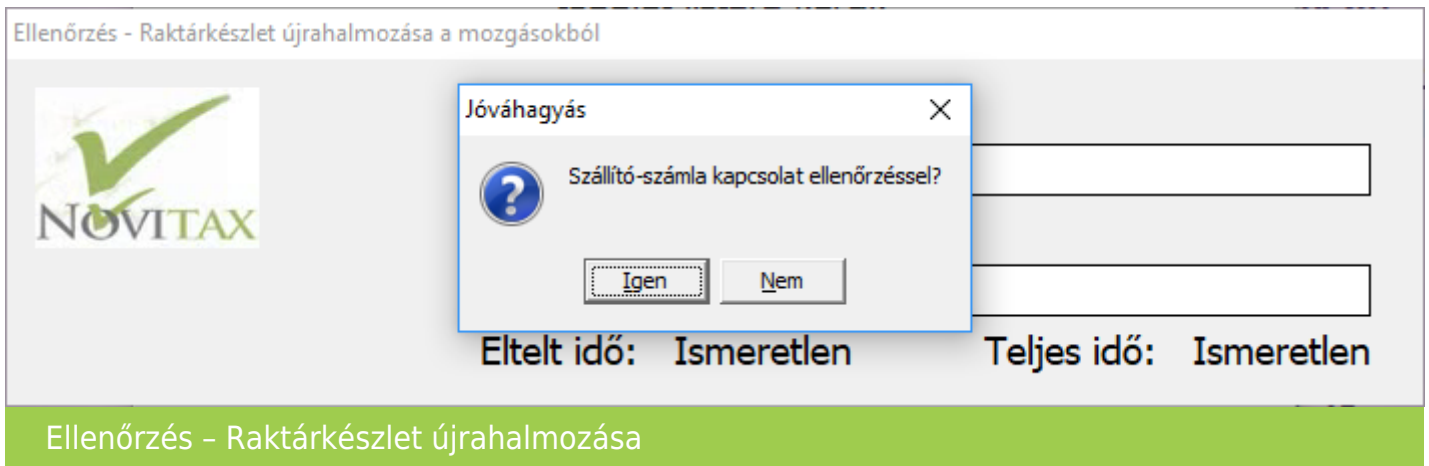 Ellenőrzés - Raktárkészlet újrahalmozása a mozgásokból
NOVITAX
Jóváhagyás
Szállító-számla kapcsolat ellenőrzéssel?
Igen
Nem
Eltelt idő: Ismeretlen Teljes idő: Ismeretlen
Ellenőrzés – Raktárkészlet újrahalmozása